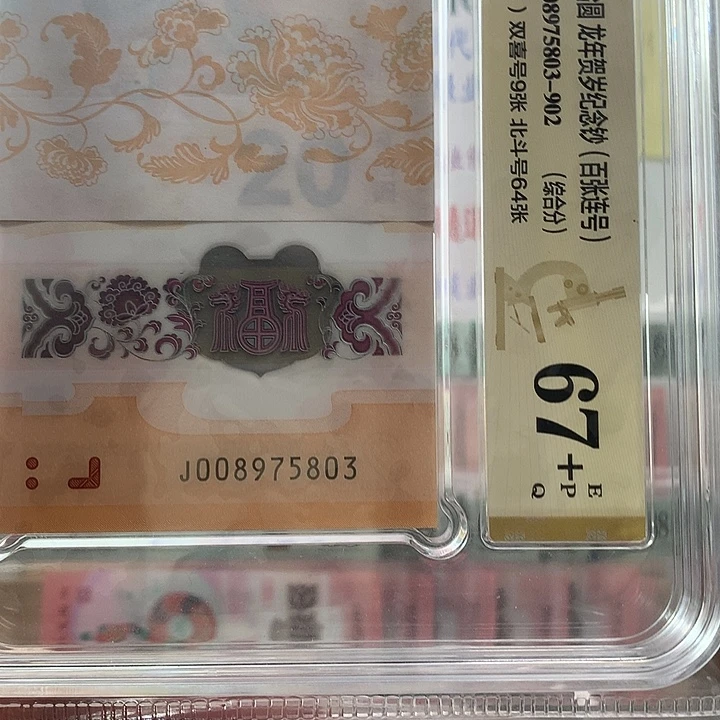 20
福
J008975803
圆 龙年贺岁纪念钞（百张连号）
08975803-902
）双喜号9张 北斗号64张
（综合分）
67+
E
P
Q